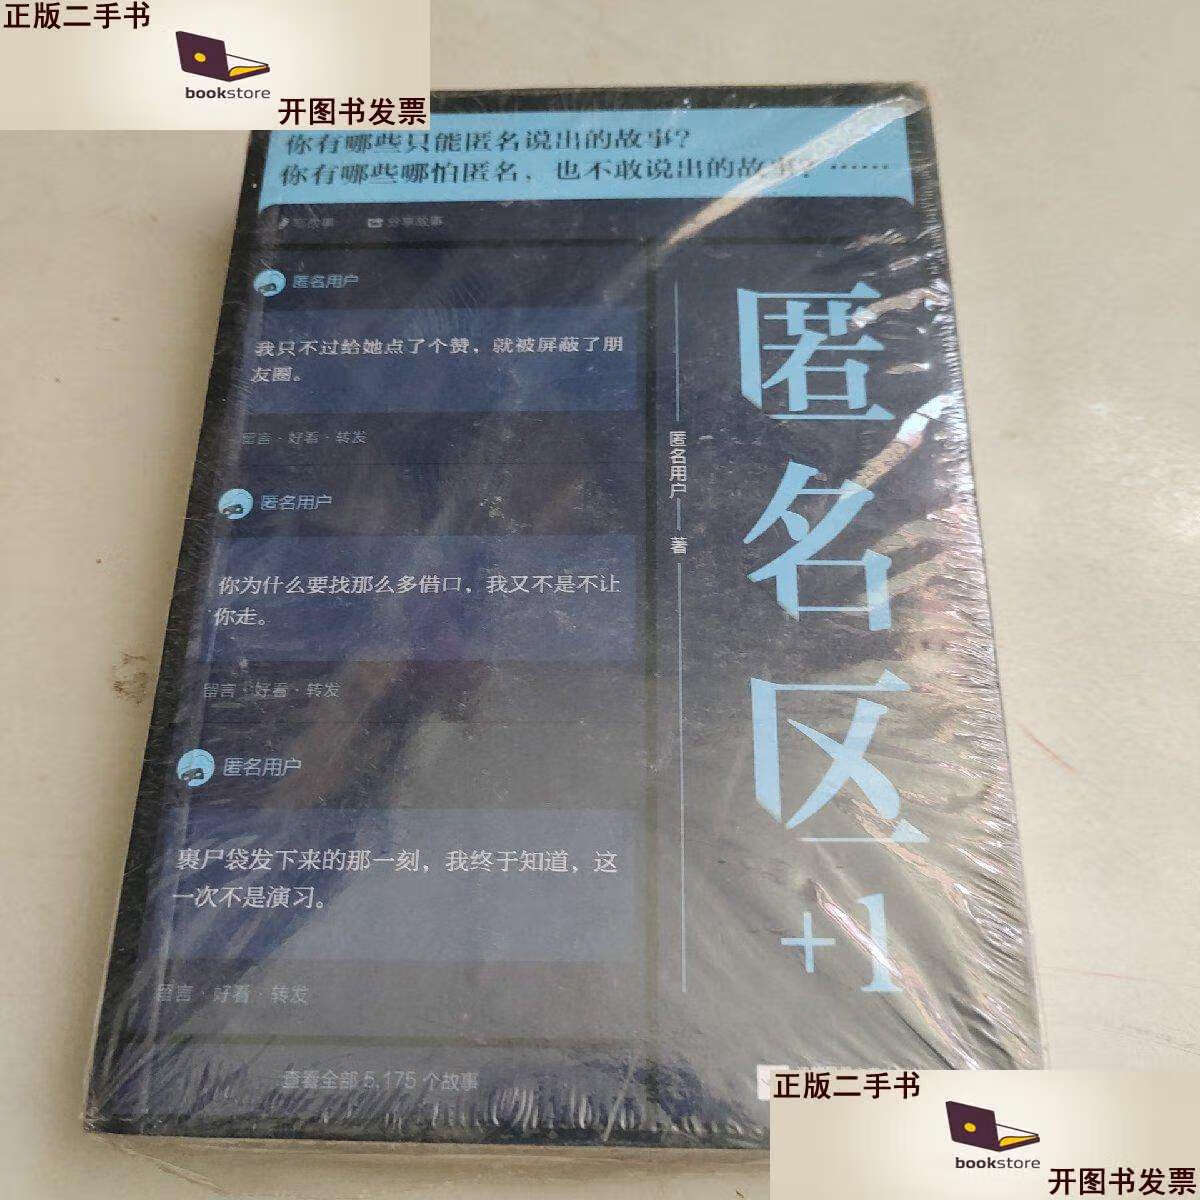 正版二手书
bookstore
开图书发票
你有哪些只能匿名说出的故事？
你有哪些哪怕匿名，也不敢说出的故事？……
写故事 分享故事
匿名用户
我只不过给她点了个赞，就被屏蔽了朋
友圈。
留言·好看·转发
匿名用户
你为什么要找那么多借口，我又不是不让
你走。
留言·好看·转发
匿名用户
裹尸袋发下来的那一刻，我终于知道，这
一次不是演习。
留言·好看·转发
查看全部 5,175 个故事
匿名用户 著
匿名区
+1
正版二手书
bookstore
开图书发票